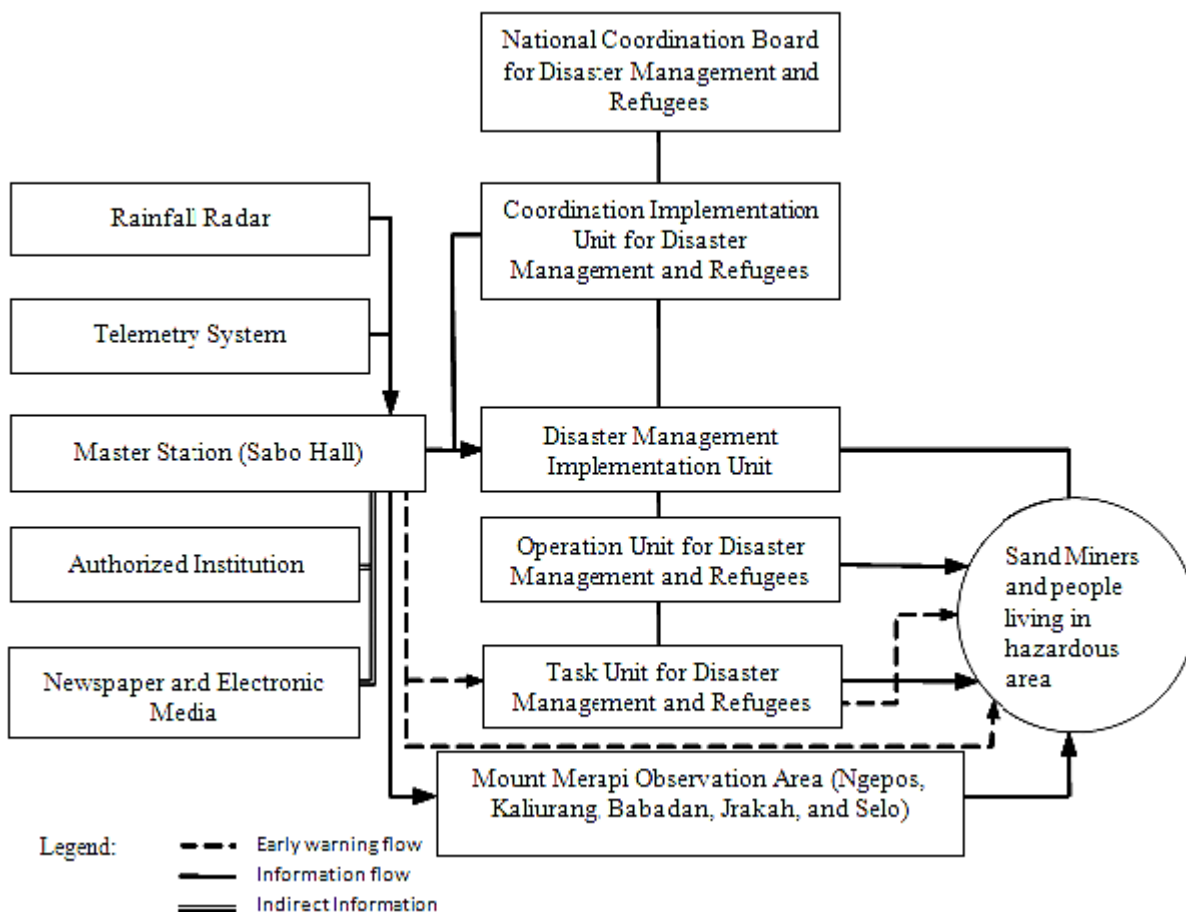 National Coordination Board
for Disaster Management and
Refugees
Rainfall Radar
Coordination Implementation
Unit for Disaster
Management and Refugees
Telemetry System
Master Station (Sabo Hall)
Disaster Management
Implementation Unit
Authorized Institution
Operation Unit for Disaster
Management and Refugees
Sand Miners
and people
living in
hazardous
area
Newspaper and Electronic
Media
Task Unit for Disaster
Management and Refugees
Mount Merapi Observation Area (Ngepos,
Kaliurang, Babadan, Jrakah, and Selo)
Legend:
Early warning flow
Information flow
Indirect Information